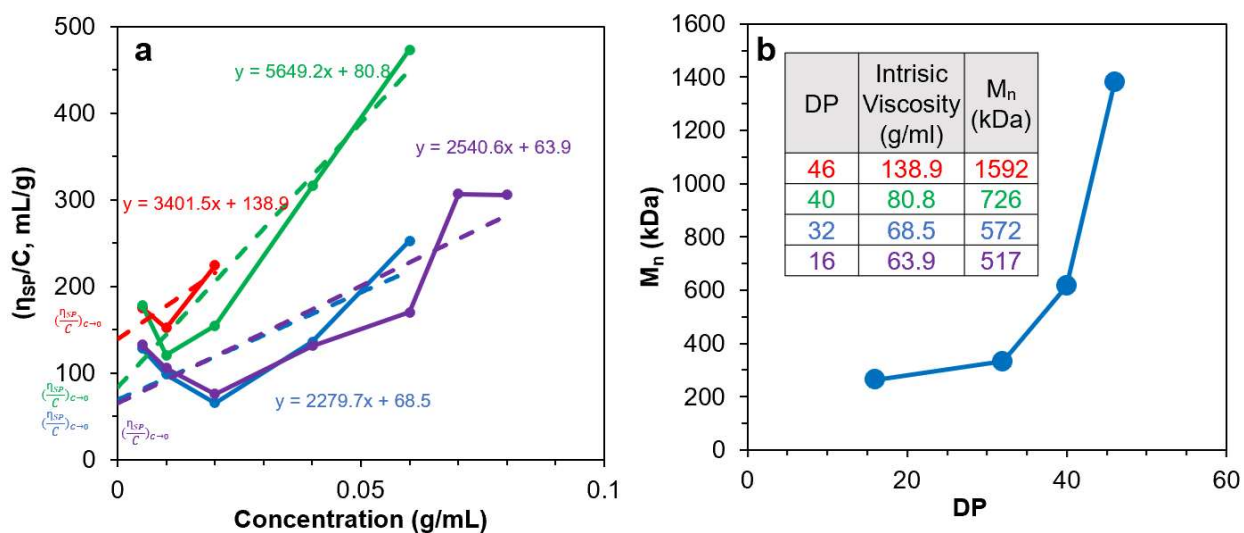 a
500
400
300
200
100
0
(ηSP/C, mL/g)
y = 5649.2x + 80.8
y = 2540.6x + 63.9
y = 3401.5x + 138.9
y = 2279.7x + 68.5
(ηSP/C)C→0
(ηSP/C)C→0
(ηSP/C)C→0
(ηSP/C)C→0
0 0.05 0.1
Concentration (g/mL)
b
1600
1400
1200
1000
800
600
400
200
0
Mn (kDa)
DP Intrisic Viscosity (g/ml) Mn (kDa)
46 138.9 1592
40 80.8 726
32 68.5 572
16 63.9 517
0 20 40 60
DP